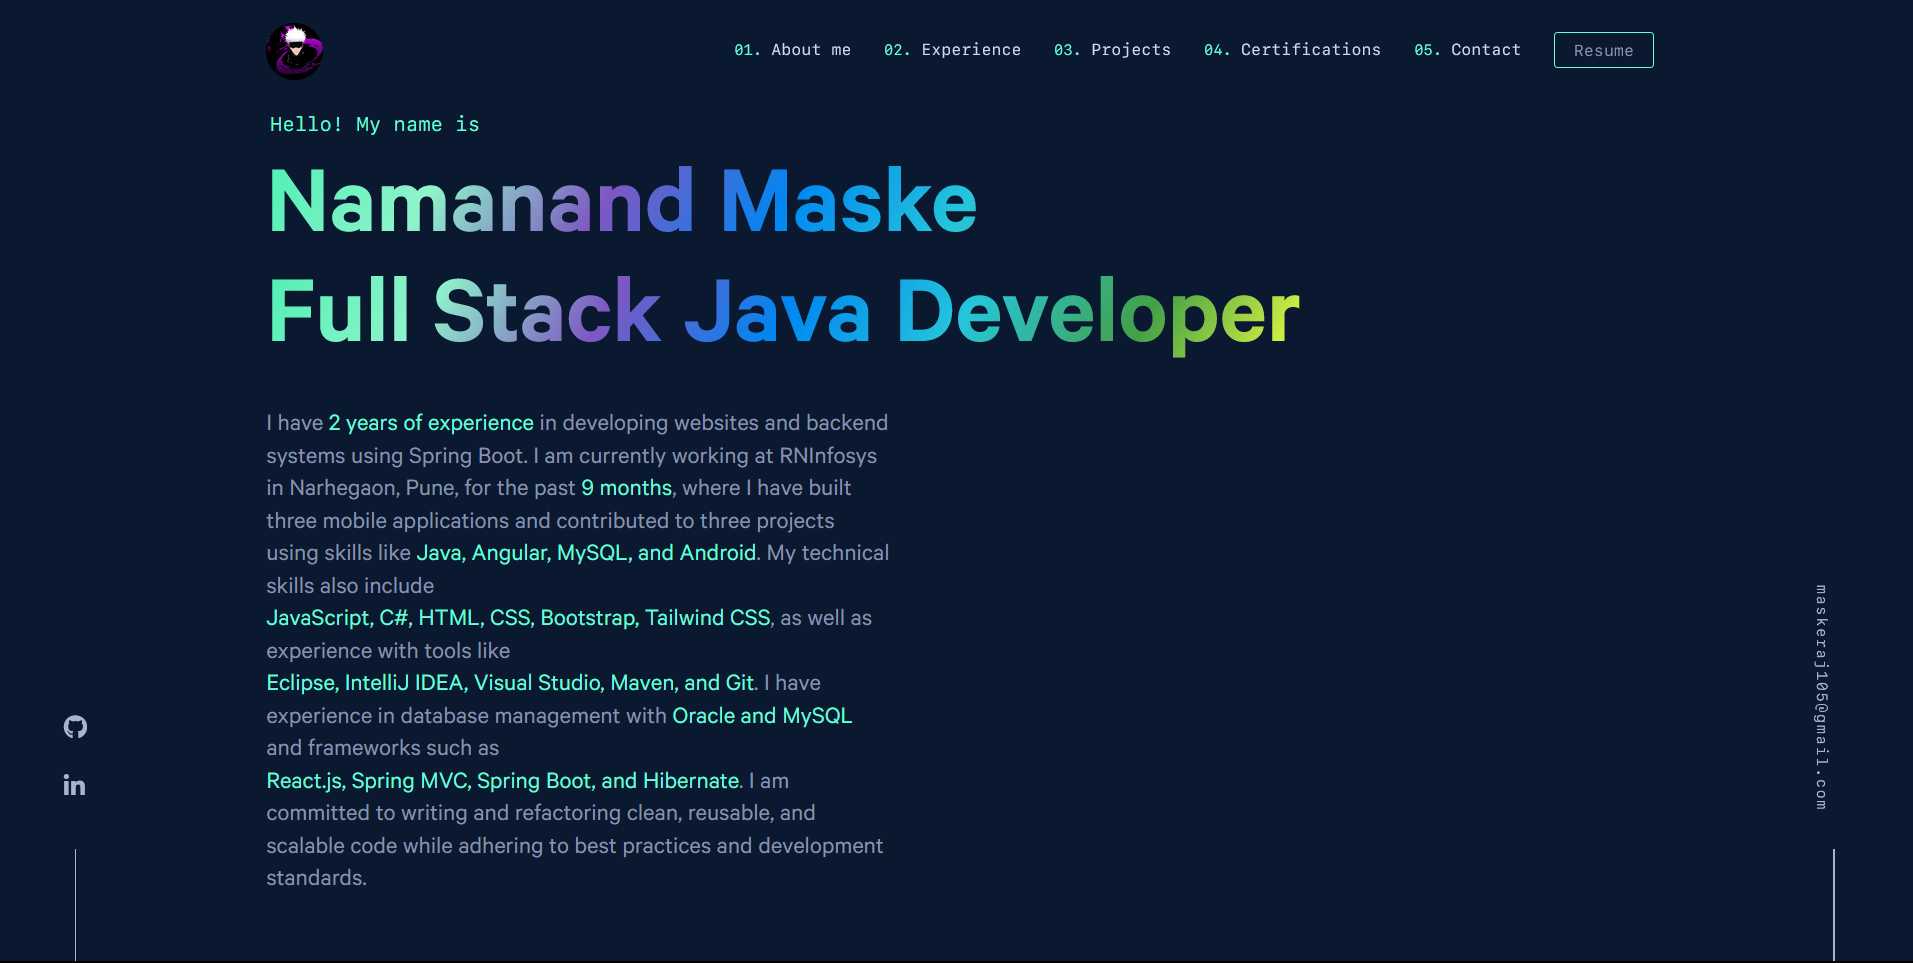 01. About me
02. Experience
03. Projects
04. Certifications
05. Contact
Resume
Hello! My name is
Namanand Maske
Full Stack Java Developer
I have 2 years of experience in developing websites and backend
systems using Spring Boot. I am currently working at RNInfosys
in Narhegaon, Pune, for the past 9 months, where I have built
three mobile applications and contributed to three projects
using skills like Java, Angular, MySQL, and Android. My technical
skills also include
JavaScript, C#, HTML, CSS, Bootstrap, Tailwind CSS, as well as
experience with tools like
Eclipse, IntelliJ IDEA, Visual Studio, Maven, and Git. I have
experience in database management with Oracle and MySQL
and frameworks such as
React.js, Spring MVC, Spring Boot, and Hibernate. I am
committed to writing and refactoring clean, reusable, and
scalable code while adhering to best practices and development
standards.
maskeraj105@gmail.com